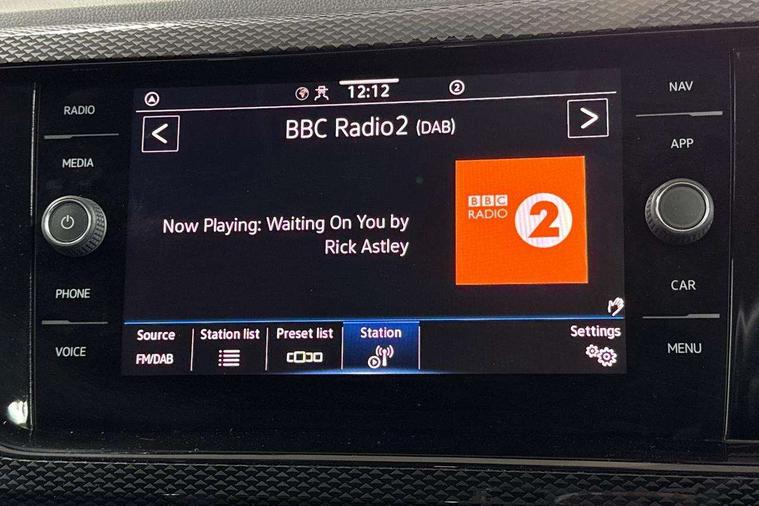 RADIO
MEDIA
PHONE
VOICE
12:12
2
BBC Radio2 (DAB)
Now Playing: Waiting On You by
Rick Astley
BBC
RADIO
2
Source
FM/DAB
Station list
Preset list
Station
Settings
NAV
APP
CAR
MENU